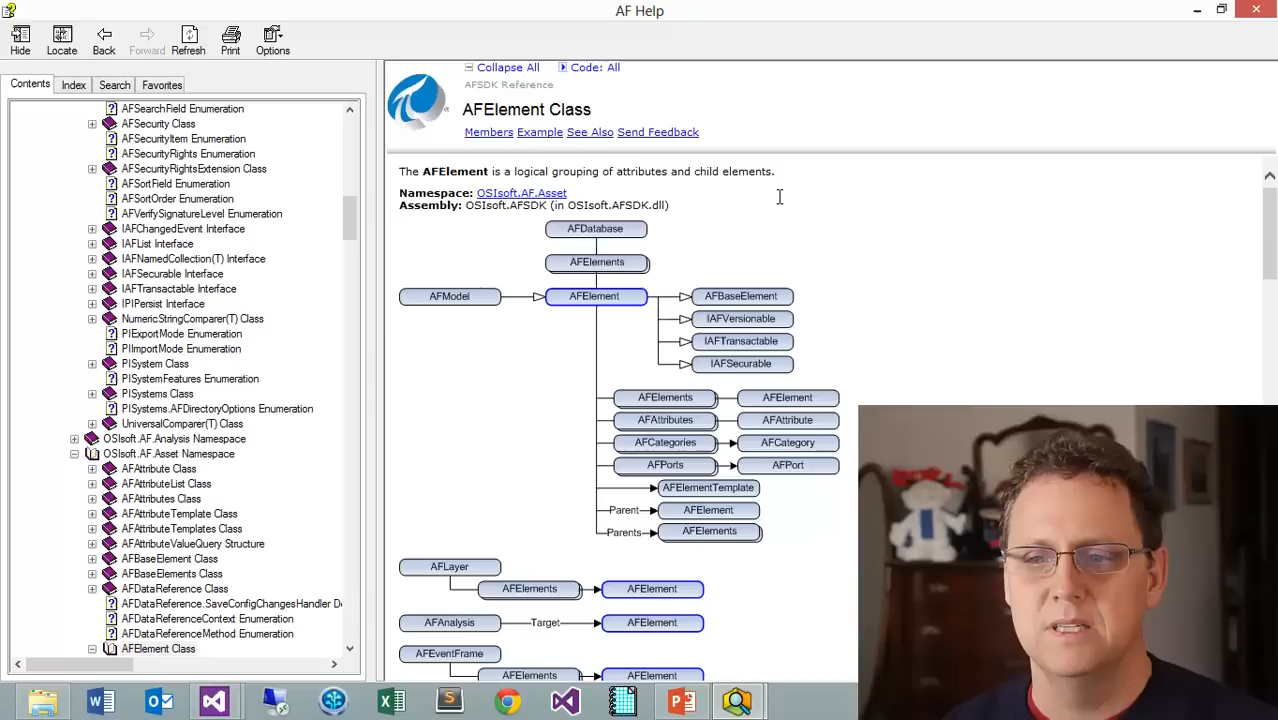 AF Help
Hide Locate Back Forward Refresh Print Options
Contents Index Search Favorites
AFSearchField Enumeration
AFSecurity Class
AFSecurityItem Enumeration
AFSecurityRights Enumeration
AFSecurityRightsExtension Class
AFSortField Enumeration
AFSortOrder Enumeration
AFVerifySignatureLevel Enumeration
IAFChangedEvent Interface
IAFList Interface
IAFNamedCollection(T) Interface
IAFSecurable Interface
IAFTransactable Interface
IPIPersist Interface
NumericStringComparer(T) Class
PIExportMode Enumeration
PIImportMode Enumeration
PISystem Class
PISystemFeatures Enumeration
PISystems Class
PISystems.AFDirectoryOptions Enumeration
UniversalComparer(T) Class
OSIsoft.AF.Analysis Namespace
OSIsoft.AF.Asset Namespace
AFAttribute Class
AFAttributeList Class
AFAttributes Class
AFAttributeTemplate Class
AFAttributeTemplates Class
AFAttributeValueQuery Structure
AFBaseElement Class
AFBaseElements Class
AFDataReference Class
AFDataReference.SaveConfigChangesHandler De
AFDataReferenceContext Enumeration
AFDataReferenceMethod Enumeration
AFElement Class
Collapse All Code: All
AFSDK Reference
AFElement Class
Members Example See Also Send Feedback
The AFElement is a logical grouping of attributes and child elements.
Namespace: OSIsoft.AF.Asset
Assembly: OSIsoft.AFSDK (in OSIsoft.AFSDK.dll)
AFDatabase
AFElements
AFModel AFElement AFBaseElement
IAFVersionable
IAFTransactable
IAFSecurable
AFElements AFElement
AFAttributes AFAttribute
AFCategories AFCategory
AFPorts AFPort
AFElementTemplate
Parent AFElement
Parents AFElements
AFLayer
AFElements AFElement
AFAnalysis Target AFElement
AFEventFrame
AFElements AFElement